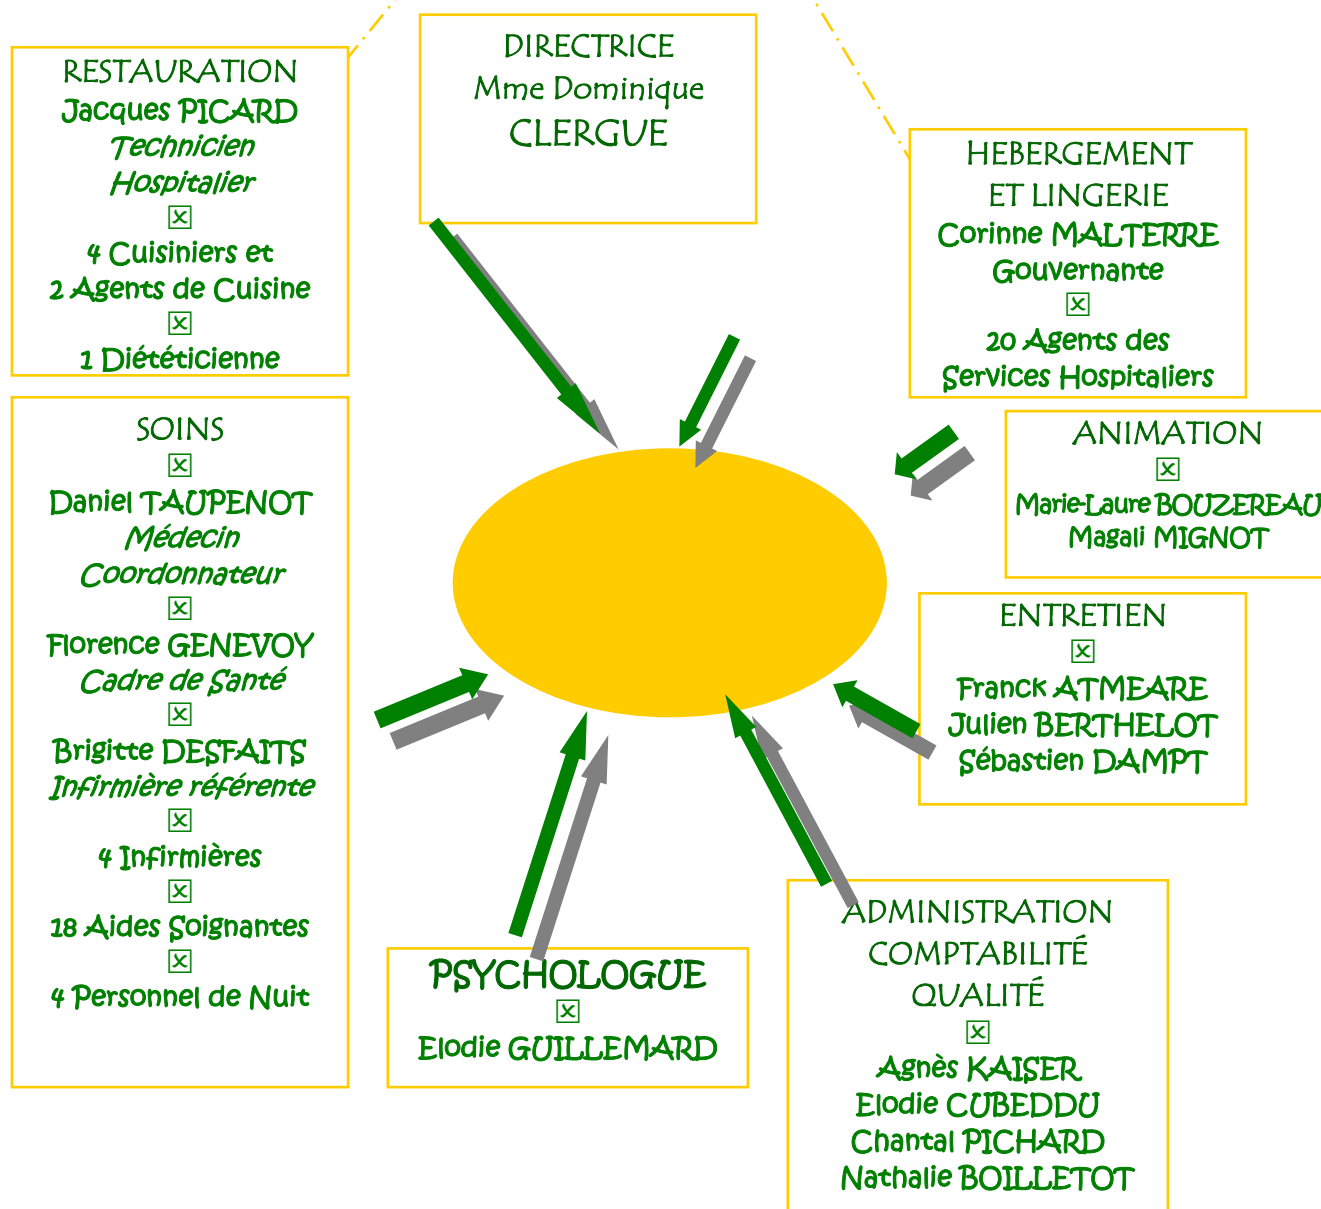 RESTAURATION
Jacques PICARD
Technicien
Hospitalier
4 Cuisiniers et
2 Agents de Cuisine
1 Diététicienne
DIRECTRICE
Mme Dominique
CLERGUE
HEBERGEMENT
ET LINGERIE
Corinne MALTERRE
Gouvernante
20 Agents des
Services Hospitaliers
SOINS
Daniel TAUPENOT
Médecin
Coordonnateur
Florence GENEVOY
Cadre de Santé
Brigitte DESFAITS
Infirmière référente
4 Infirmières
18 Aides Soignantes
4 Personnel de Nuit
ANIMATION
Marie-Laure BOUZEREAU
Magali MIGNOT
ENTRETIEN
Franck ATMEARE
Julien BERTHELOT
Sébastien DAMPT
PSYCHOLOGUE
Elodie GUILLEMARD
ADMINISTRATION
COMPTABILITÉ
QUALITÉ
Agnès KAISER
Elodie CUBEDDU
Chantal PICHARD
Nathalie BOILLETOT